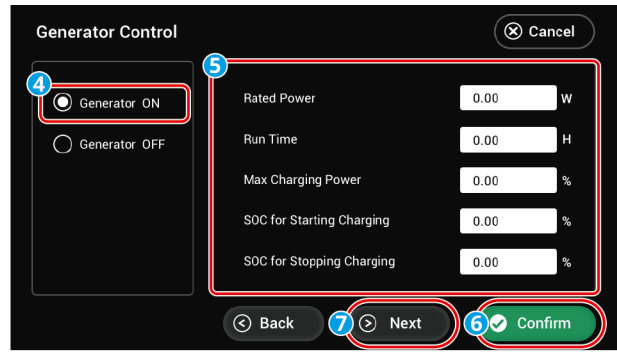 Generator Control
Cancel
4
Generator ON
Generator OFF
5
Rated Power 0.00 W
Run Time 0.00 H
Max Charging Power 0.00 %
SOC for Starting Charging 0.00 %
SOC for Stopping Charging 0.00 %
Back
7 Next
6 Confirm